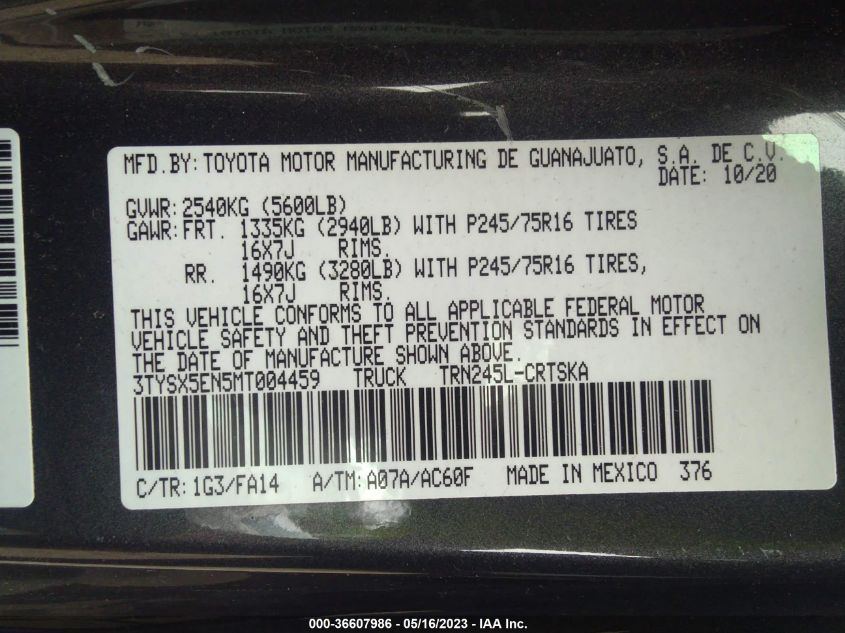 MFD.BY: TOYOTA MOTOR MANUFACTURING DE GUANAJUATO, S.A. DE C.V.
DATE: 10/20
GVWR: 2540KG (5600LB)
GAWR: FRT. 1335KG (2940LB) WITH P245/75R16 TIRES
16X7J RIMS.
RR. 1490KG (3280LB) WITH P245/75R16 TIRES,
16X7J RIMS.
THIS VEHICLE CONFORMS TO ALL APPLICABLE FEDERAL MOTOR
VEHICLE SAFETY AND THEFT PREVENTION STANDARDS IN EFFECT ON
THE DATE OF MANUFACTURE SHOWN ABOVE.
3TYSX5EN5MT004459 TRUCK TRN245L-CRTSKA
C/TR: 1G3/FA14 A/TM: A07A/AC60F MADE IN MEXICO 376
000-36607986 - 05/16/2023 - IAA Inc.